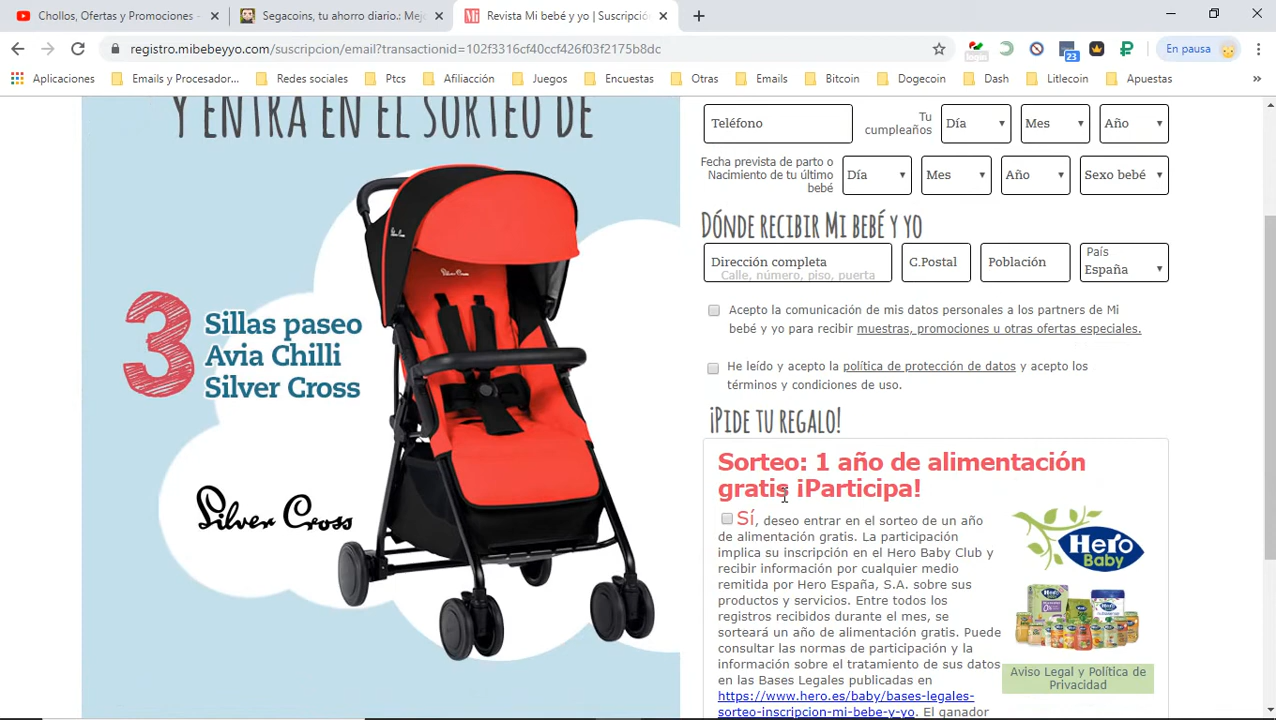 Chollos, Ofertas y Promociones -
Segacoins, tu ahorro diario.: Mejo
Revista Mi bebé y yo | Suscripción
registro.mibebeyyo.com/suscripcion/email?transactionid=102f3316cf40ccf426f03f2175b8dc
23
En pausa
Aplicaciones
Emails y Procesador...
Redes sociales
Ptcs
Afiliacción
Juegos
Encuestas
Otras
Emails
Bitcoin
Dogecoin
Dash
Litlecoin
Apuestas
»
Y ENTRA EN EL SORTEO DE
3 Sillas paseo
Avia Chilli
Silver Cross
Silver Cross
Silver Cross
Teléfono
Tu
cumpleaños
Día
Mes
Año
Fecha prevista de parto o
Nacimiento de tu último
bebé
Día
Mes
Año
Sexo bebé
DÓNDE RECIBIR MI BEBÉ Y YO
Dirección completa
Calle, número, piso, puerta
C.Postal
Población
País
España
Acepto la comunicación de mis datos personales a los partners de Mi
bebé y yo para recibir muestras, promociones u otras ofertas especiales.
He leído y acepto la política de protección de datos y acepto los
términos y condiciones de uso.
¡PIDE TU REGALO!
Sorteo: 1 año de alimentación
gratis ¡Participa!
Sí, deseo entrar en el sorteo de un año
de alimentación gratis. La participación
implica su inscripción en el Hero Baby Club y
recibir información por cualquier medio
remitida por Hero España, S.A. sobre sus
productos y servicios. Entre todos los
registros recibidos durante el mes, se
sorteará un año de alimentación gratis. Puede
consultar las normas de participación y la
información sobre el tratamiento de sus datos
en las Bases Legales publicadas en
https://www.hero.es/baby/bases-legales-
sorteo-inscripcion-mi-bebe-y-yo. El ganador
Hero
Baby
Aviso Legal y Política de
Privacidad